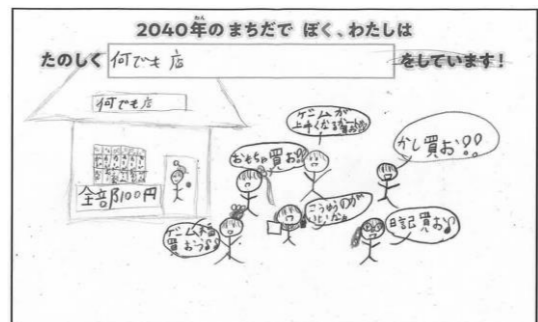 2040年のまちだで ぼく、わたしは
ねん
たのしく 何でも店 をしています!
何でも店
全部100円
ゲームが
上手くなる
おもちゃ買お!!
かし買お!!
こうゆうのが
いいな
ゲーム本
買おう
日記買お